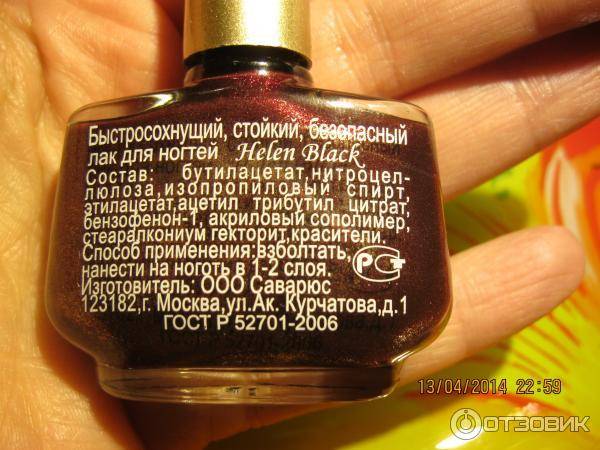 Быстросохнущий, стойкий, безопасный
лак для ногтей Helen Black
Состав: бутилацетат,нитроцел-
люлоза,изопропиловый спирт,
этилацетат,ацетил трибутил цитрат,
бензофенон-1, акриловый сополимер,
стеаралкониум гекторит,красители.
Способ применения:взболтать,
нанести на ноготь в 1-2 слоя.
Изготовитель: ООО Саварюс
123182,г. Москва,ул.Ак. Курчатова,д.1
ГОСТ Р 52701-2006
13/04/2014 22:59
ОТЗОВИК